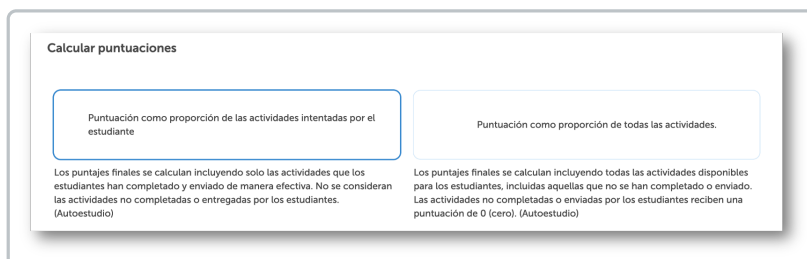 Calcular puntuaciones
Puntuación como proporción de las actividades intentadas por el
estudiante
Puntuación como proporción de todas las actividades.
Los puntajes finales se calculan incluyendo solo las actividades que los
estudiantes han completado y enviado de manera efectiva. No se consideran
las actividades no completadas o entregadas por los estudiantes.
(Autoestudio)
Los puntajes finales se calculan incluyendo todas las actividades disponibles
para los estudiantes, incluidas aquellas que no se han completado o enviado.
Las actividades no completadas o enviadas por los estudiantes reciben una
puntuación de 0 (cero). (Autoestudio)